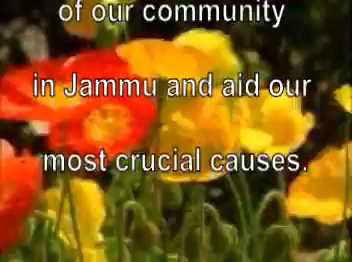 of our community
in Jammu and aid our
most crucial causes.